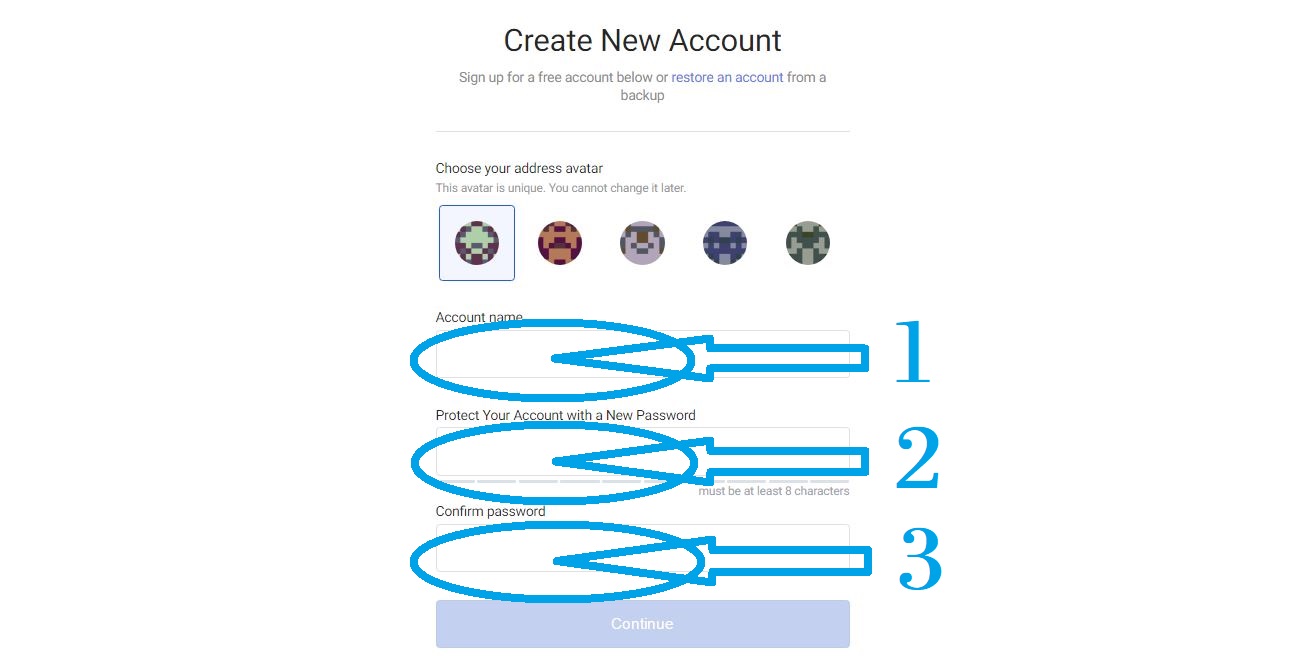 Create New Account
Sign up for a free account below or restore an account from a
backup
Choose your address avatar
This avatar is unique. You cannot change it later.
Account name
1
Protect Your Account with a New Password
2
must be at least 8 characters
Confirm password
3
Continue